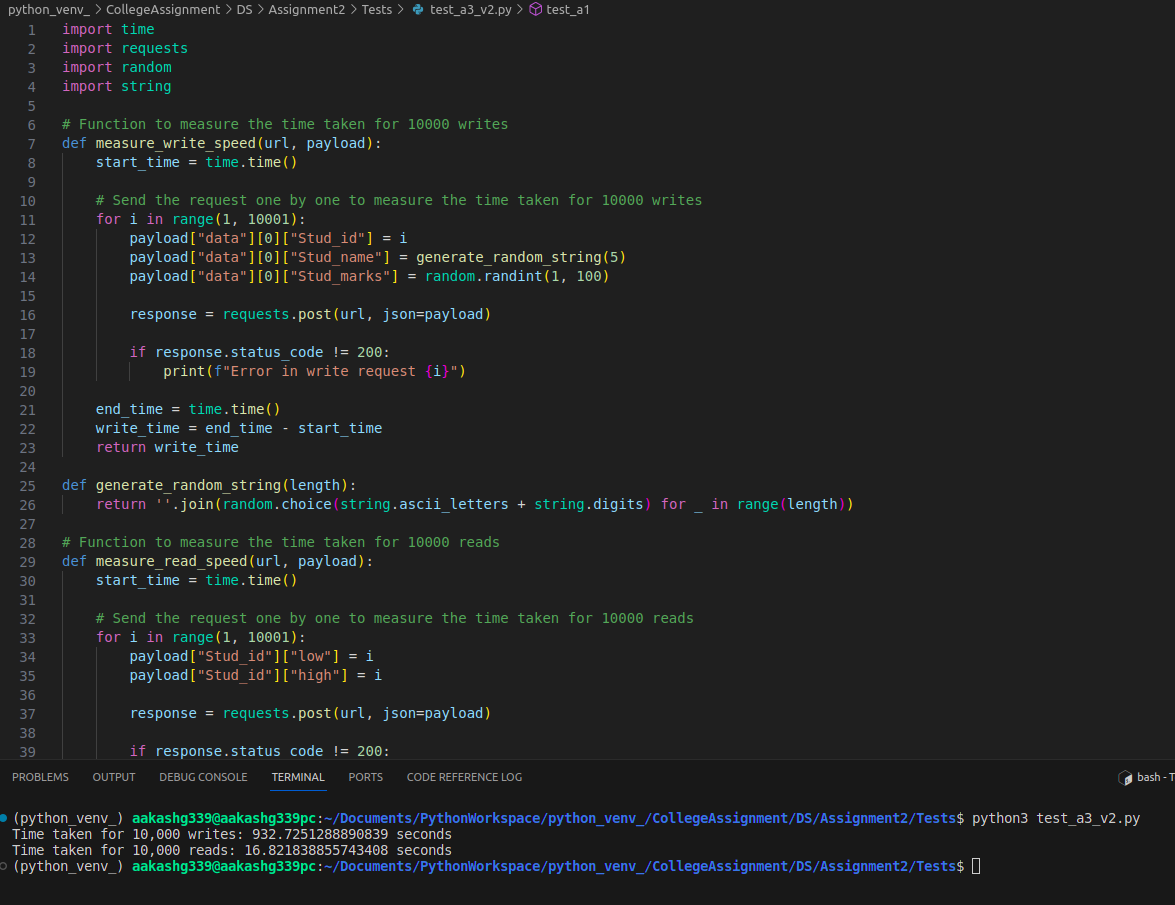 python_venv_ > CollegeAssignment > DS > Assignment2 > Tests > test_a3_v2.py > test_a1
1 import time
2 import requests
3 import random
4 import string
5
6 # Function to measure the time taken for 10000 writes
7 def measure_write_speed(url, payload):
8     start_time = time.time()
9
10     # Send the request one by one to measure the time taken for 10000 writes
11     for i in range(1, 10001):
12         payload["data"][0]["Stud_id"] = i
13         payload["data"][0]["Stud_name"] = generate_random_string(5)
14         payload["data"][0]["Stud_marks"] = random.randint(1, 100)
15
16         response = requests.post(url, json=payload)
17
18         if response.status_code != 200:
19             print(f"Error in write request {i}")
20
21     end_time = time.time()
22     write_time = end_time - start_time
23     return write_time
24
25 def generate_random_string(length):
26     return ''.join(random.choice(string.ascii_letters + string.digits) for _ in range(length))
27
28 # Function to measure the time taken for 10000 reads
29 def measure_read_speed(url, payload):
30     start_time = time.time()
31
32     # Send the request one by one to measure the time taken for 10000 reads
33     for i in range(1, 10001):
34         payload["Stud_id"]["low"] = i
35         payload["Stud_id"]["high"] = i
36
37         response = requests.post(url, json=payload)
38
39         if response.status_code != 200:
PROBLEMS OUTPUT DEBUG CONSOLE TERMINAL PORTS CODE REFERENCE LOG bash - T
(python_venv_) aakashg339@aakashg339pc:~/Documents/PythonWorkspace/python_venv_/CollegeAssignment/DS/Assignment2/Tests$ python3 test_a3_v2.py
Time taken for 10,000 writes: 932.7251288890839 seconds
Time taken for 10,000 reads: 16.821838855743408 seconds
(python_venv_) aakashg339@aakashg339pc:~/Documents/PythonWorkspace/python_venv_/CollegeAssignment/DS/Assignment2/Tests$